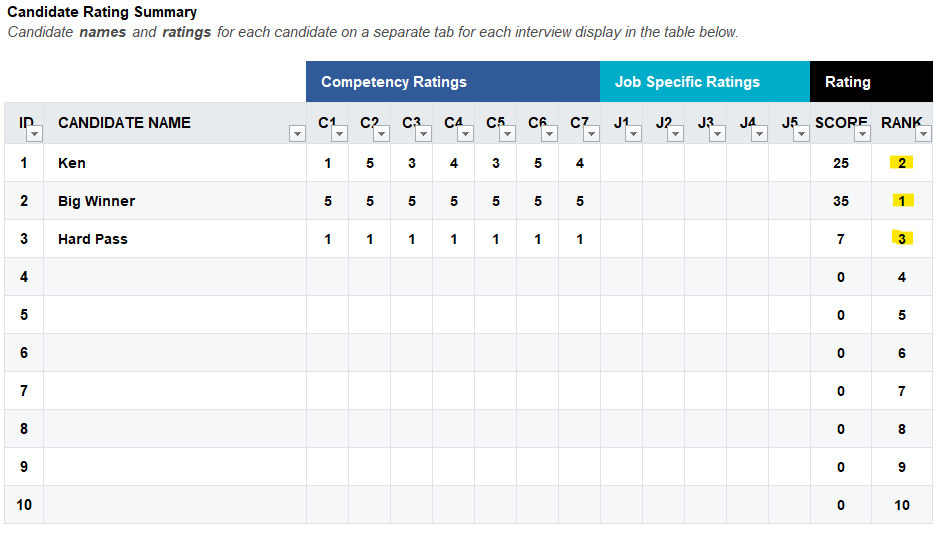 Candidate Rating Summary
Candidate names and ratings for each candidate on a separate tab for each interview display in the table below.
Competency Ratings Job Specific Ratings Rating
ID CANDIDATE NAME C1 C2 C3 C4 C5 C6 C7 J1 J2 J3 J4 J5 SCORE RANK
1 Ken 1 5 3 4 3 5 4 25 2
2 Big Winner 5 5 5 5 5 5 5 35 1
3 Hard Pass 1 1 1 1 1 1 1 7 3
4 0 4
5 0 5
6 0 6
7 0 7
8 0 8
9 0 9
10 0 10